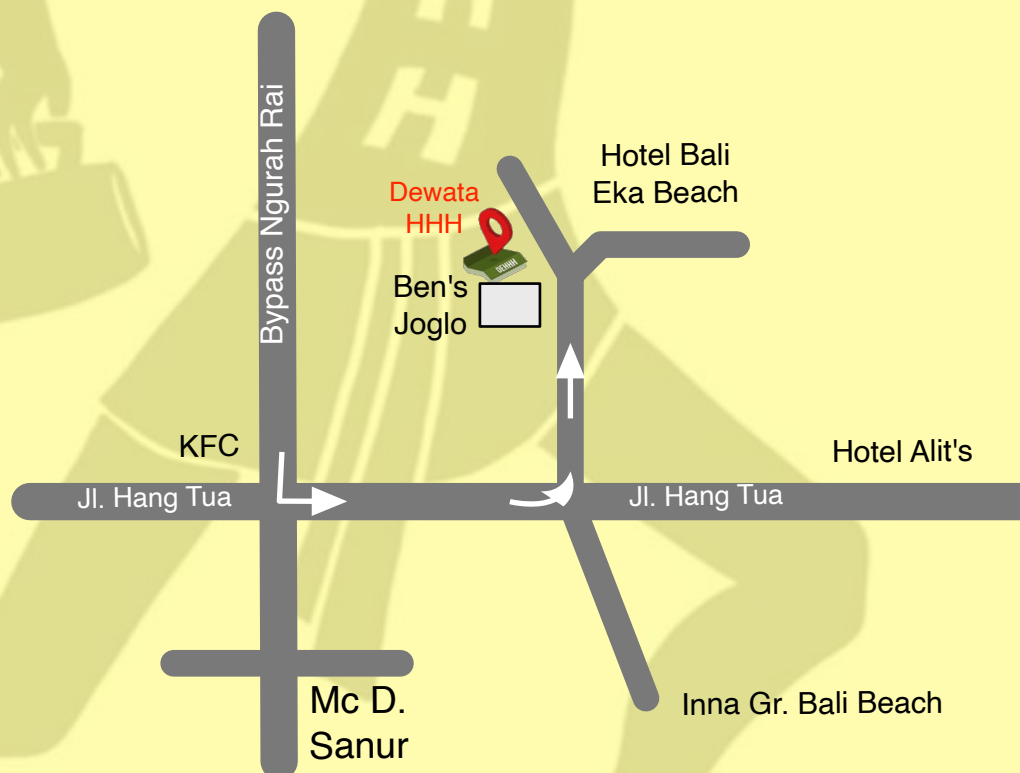 Bypass Ngurah Rai
Hotel Bali
Eka Beach
Dewata
HHH
DEHHH
Ben's
Joglo
KFC
Hotel Alit's
Jl. Hang Tua
Jl. Hang Tua
Mc D.
Sanur
Inna Gr. Bali Beach
H